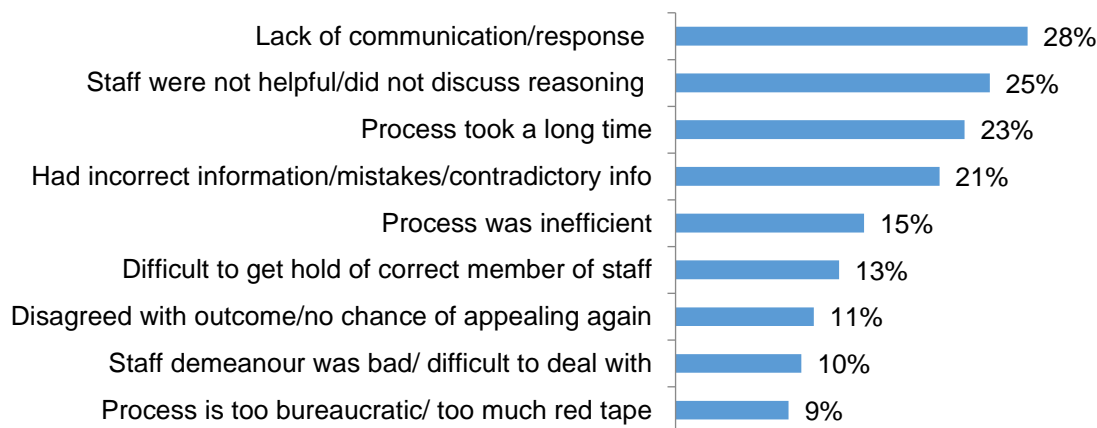 Lack of communication/response 28%
Staff were not helpful/did not discuss reasoning 25%
Process took a long time 23%
Had incorrect information/mistakes/contradictory info 21%
Process was inefficient 15%
Difficult to get hold of correct member of staff 13%
Disagreed with outcome/no chance of appealing again 11%
Staff demeanour was bad/ difficult to deal with 10%
Process is too bureaucratic/ too much red tape 9%